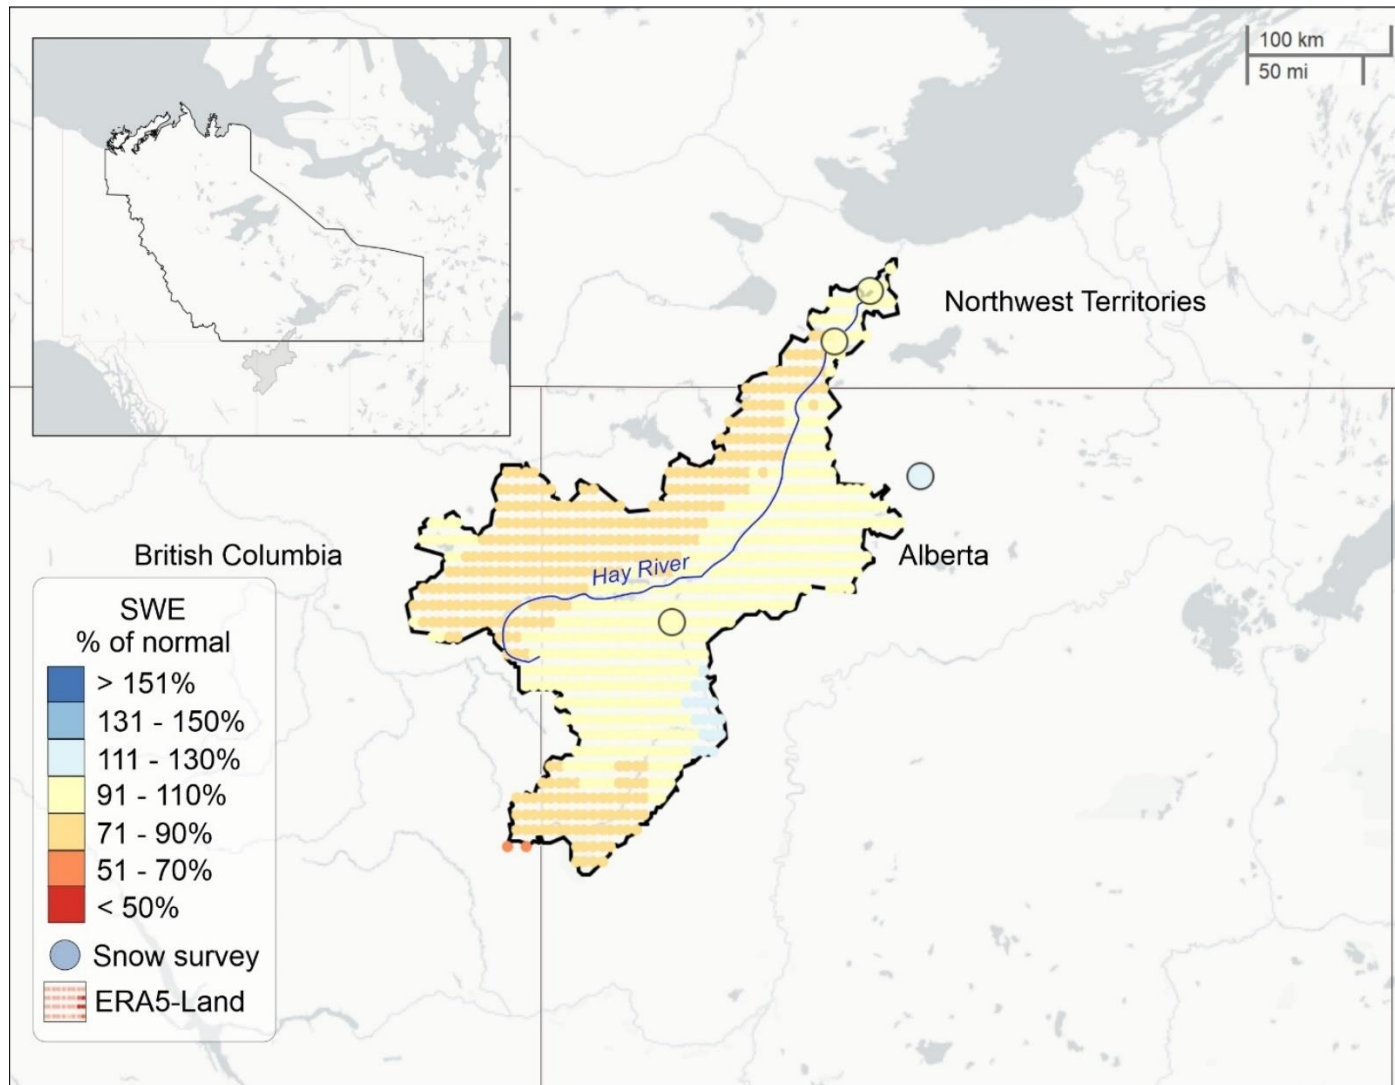 100 km
50 mi
Northwest Territories
British Columbia
Alberta
Hay River
SWE
% of normal
> 151%
131 - 150%
111 - 130%
91 - 110%
71 - 90%
51 - 70%
< 50%
Snow survey
ERA5-Land